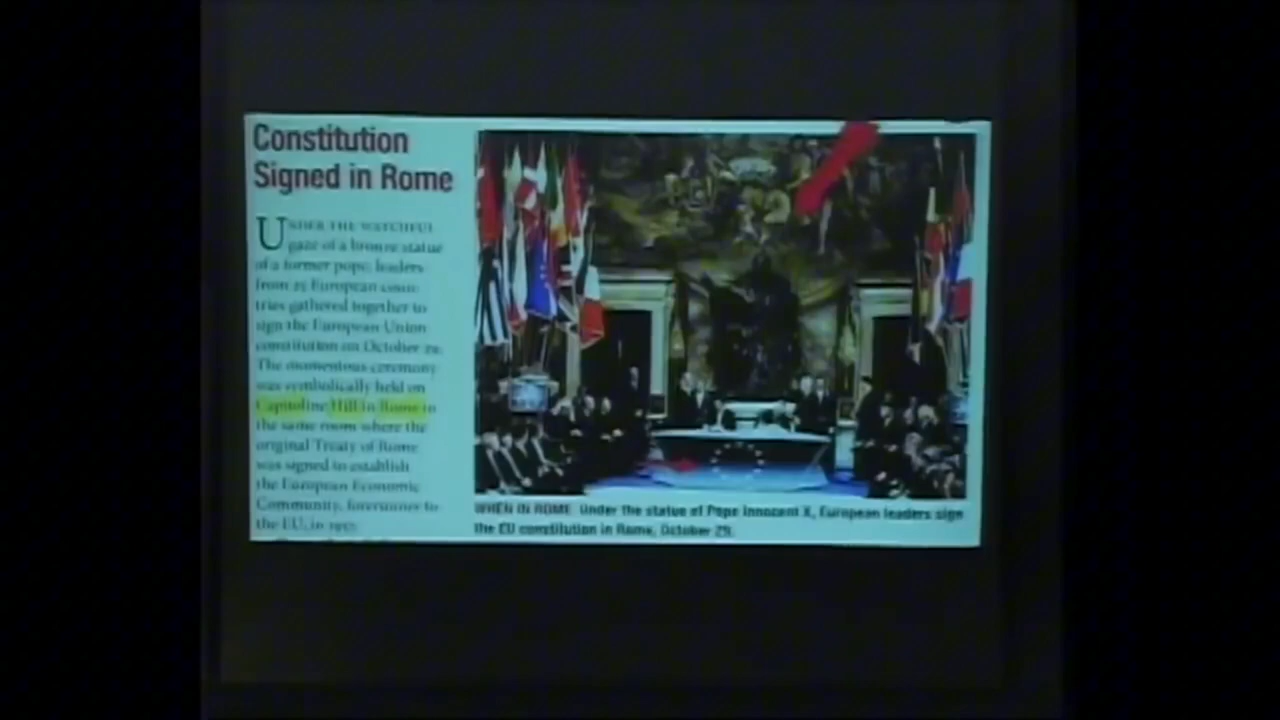 Constitution
Signed in Rome
UNDER THE WATCHFUL
gaze of a bronze statue
of a former pope, leaders
from 25 European coun-
tries gathered together to
sign the European Union
constitution on October 29.
The momentous ceremony
was symbolically held on
Capitoline Hill in Rome in
the same room where the
original Treaty of Rome
was signed to establish
the European Economic
Community, forerunner to
the EU, in 1957.
WHEN IN ROME Under the statue of Pope Innocent X, European leaders sign
the EU constitution in Rome, October 29.